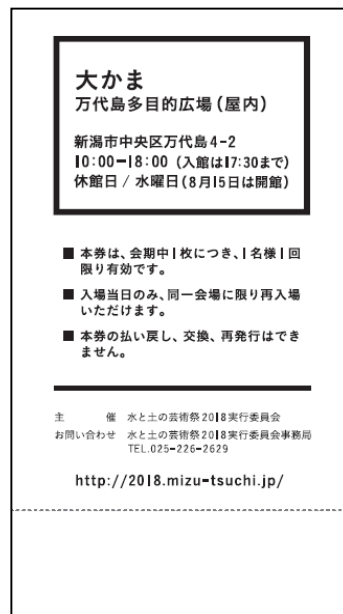 大かま
万代島多目的広場(屋内)
新潟市中央区万代島4-2
10:00-18:00 (入館は17:30まで)
休館日 / 水曜日(8月15日は開館)
■ 本券は、会期中1枚につき、1名様1回
限り有効です。
■ 入場当日のみ、同一会場に限り再入場
いただけます。
■ 本券の払い戻し、交換、再発行はでき
ません。
主 催 水と土の芸術祭2018実行委員会
お問い合わせ 水と土の芸術祭2018実行委員会事務局
TEL.025-226-2629
http://2018.mizu-tsuchi.jp/